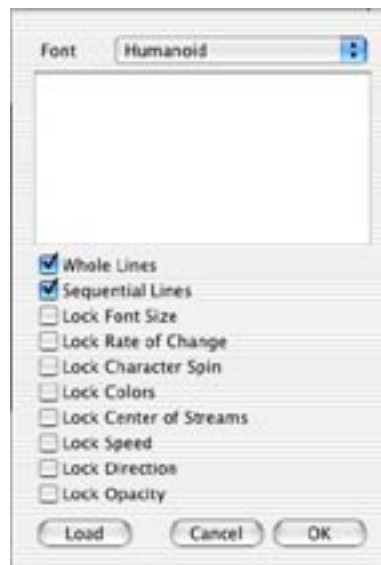 Font Humanoid
Whole Lines
Sequential Lines
Lock Font Size
Lock Rate of Change
Lock Character Spin
Lock Colors
Lock Center of Streams
Lock Speed
Lock Direction
Lock Opacity
Load Cancel OK